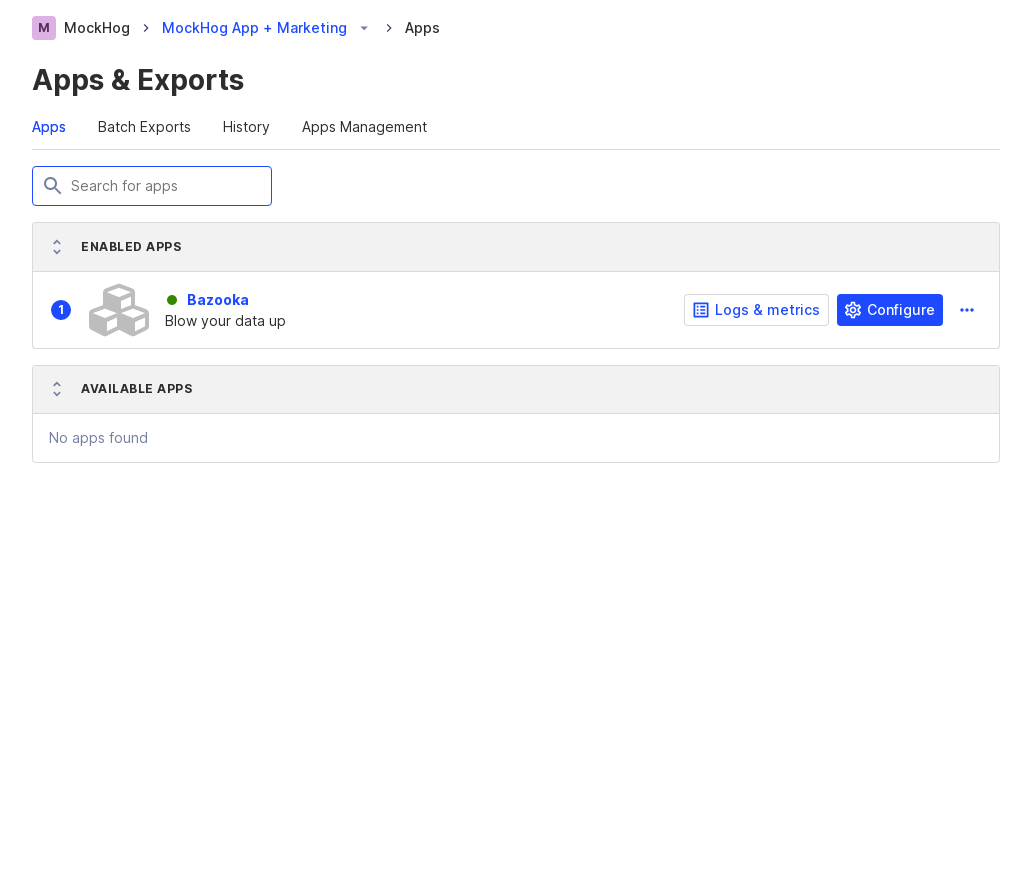 M MockHog MockHog App + Marketing Apps
Apps & Exports
Apps Batch Exports History Apps Management
Search for apps
ENABLED APPS
1 Bazooka
Blow your data up
Logs & metrics Configure
AVAILABLE APPS
No apps found